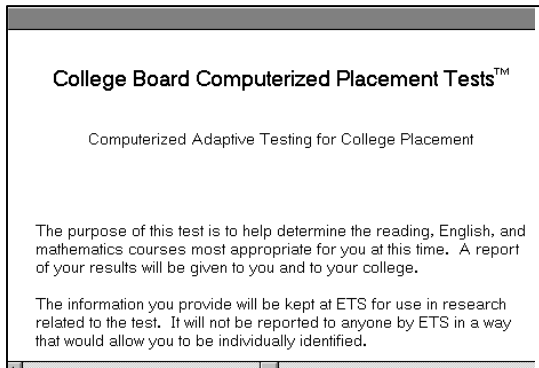 College Board Computerized Placement Tests™
Computerized Adaptive Testing for College Placement
The purpose of this test is to help determine the reading, English, and
mathematics courses most appropriate for you at this time. A report
of your results will be given to you and to your college.
The information you provide will be kept at ETS for use in research
related to the test. It will not be reported to anyone by ETS in a way
that would allow you to be individually identified.